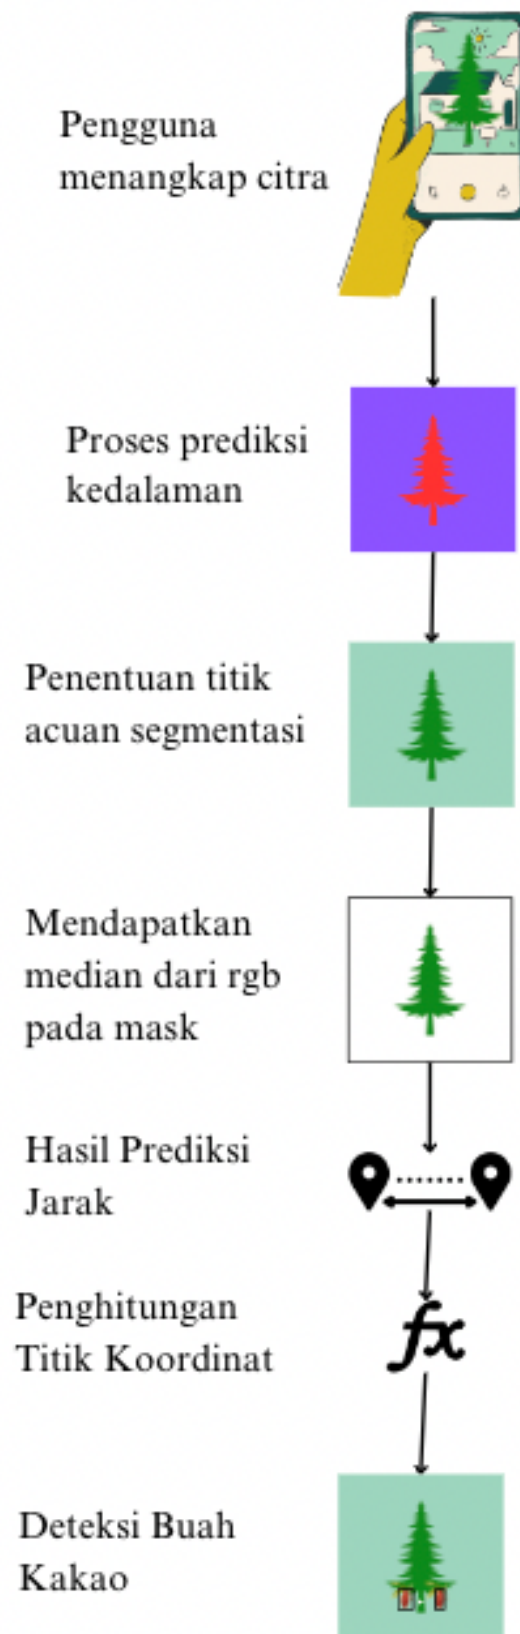 Pengguna
menangkap citra
Proses prediksi
kedalaman
Penentuan titik
acuan segmentasi
Mendapatkan
median dari rgb
pada mask
Hasil Prediksi
Jarak
Penghitungan
Titik Koordinat
fx
Deteksi Buah
Kakao